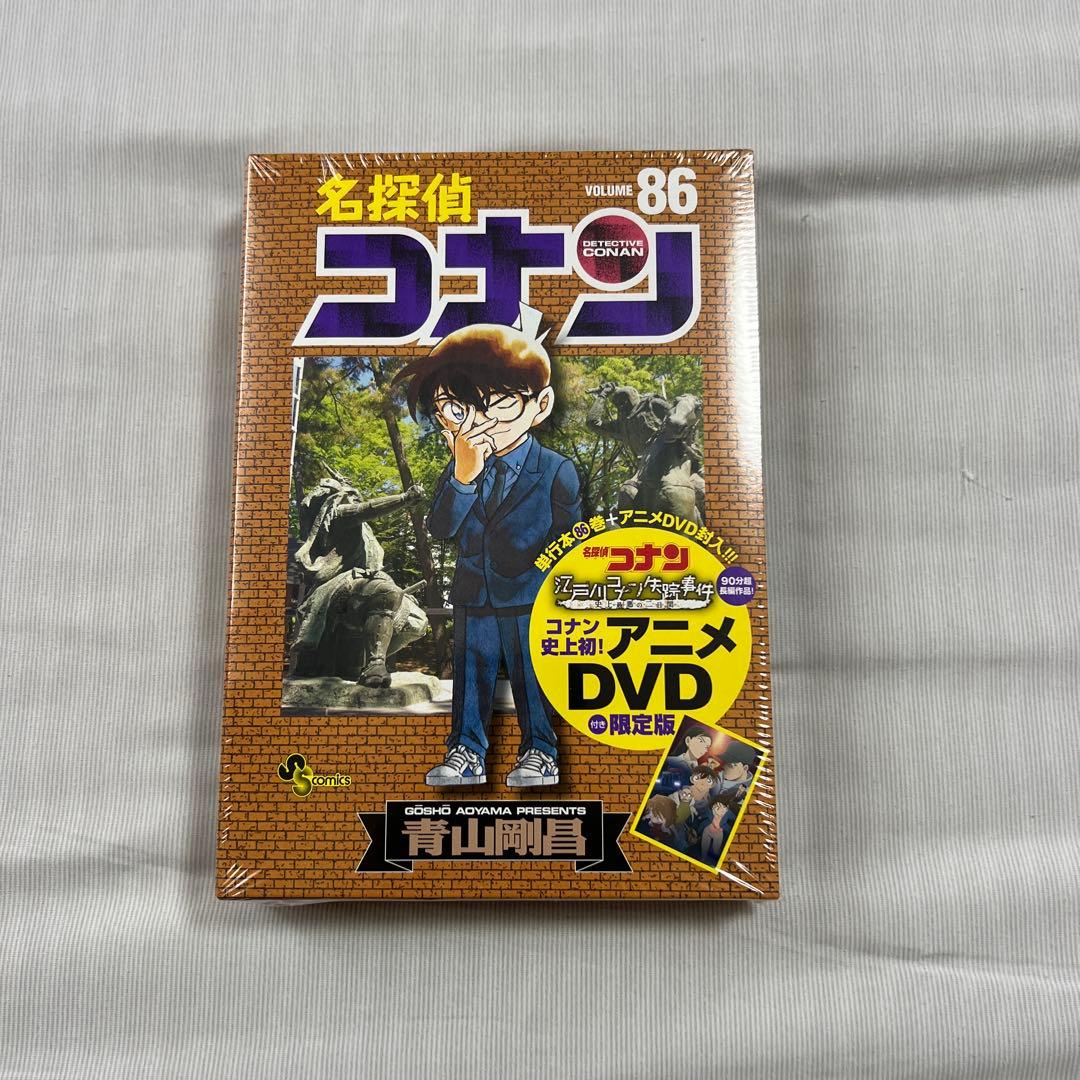 名探偵
VOLUME 86
コナン
DETECTIVE
CONAN
単行本86巻+アニメDVD封入!!!
名探偵コナン
江戸川コナン失踪事件
史上最悪の二日間
90分超
長編作品!
コナン
史上初!
アニメ
DVD
付き限定版
comics
GŌSHŌ AOYAMA PRESENTS
青山剛昌